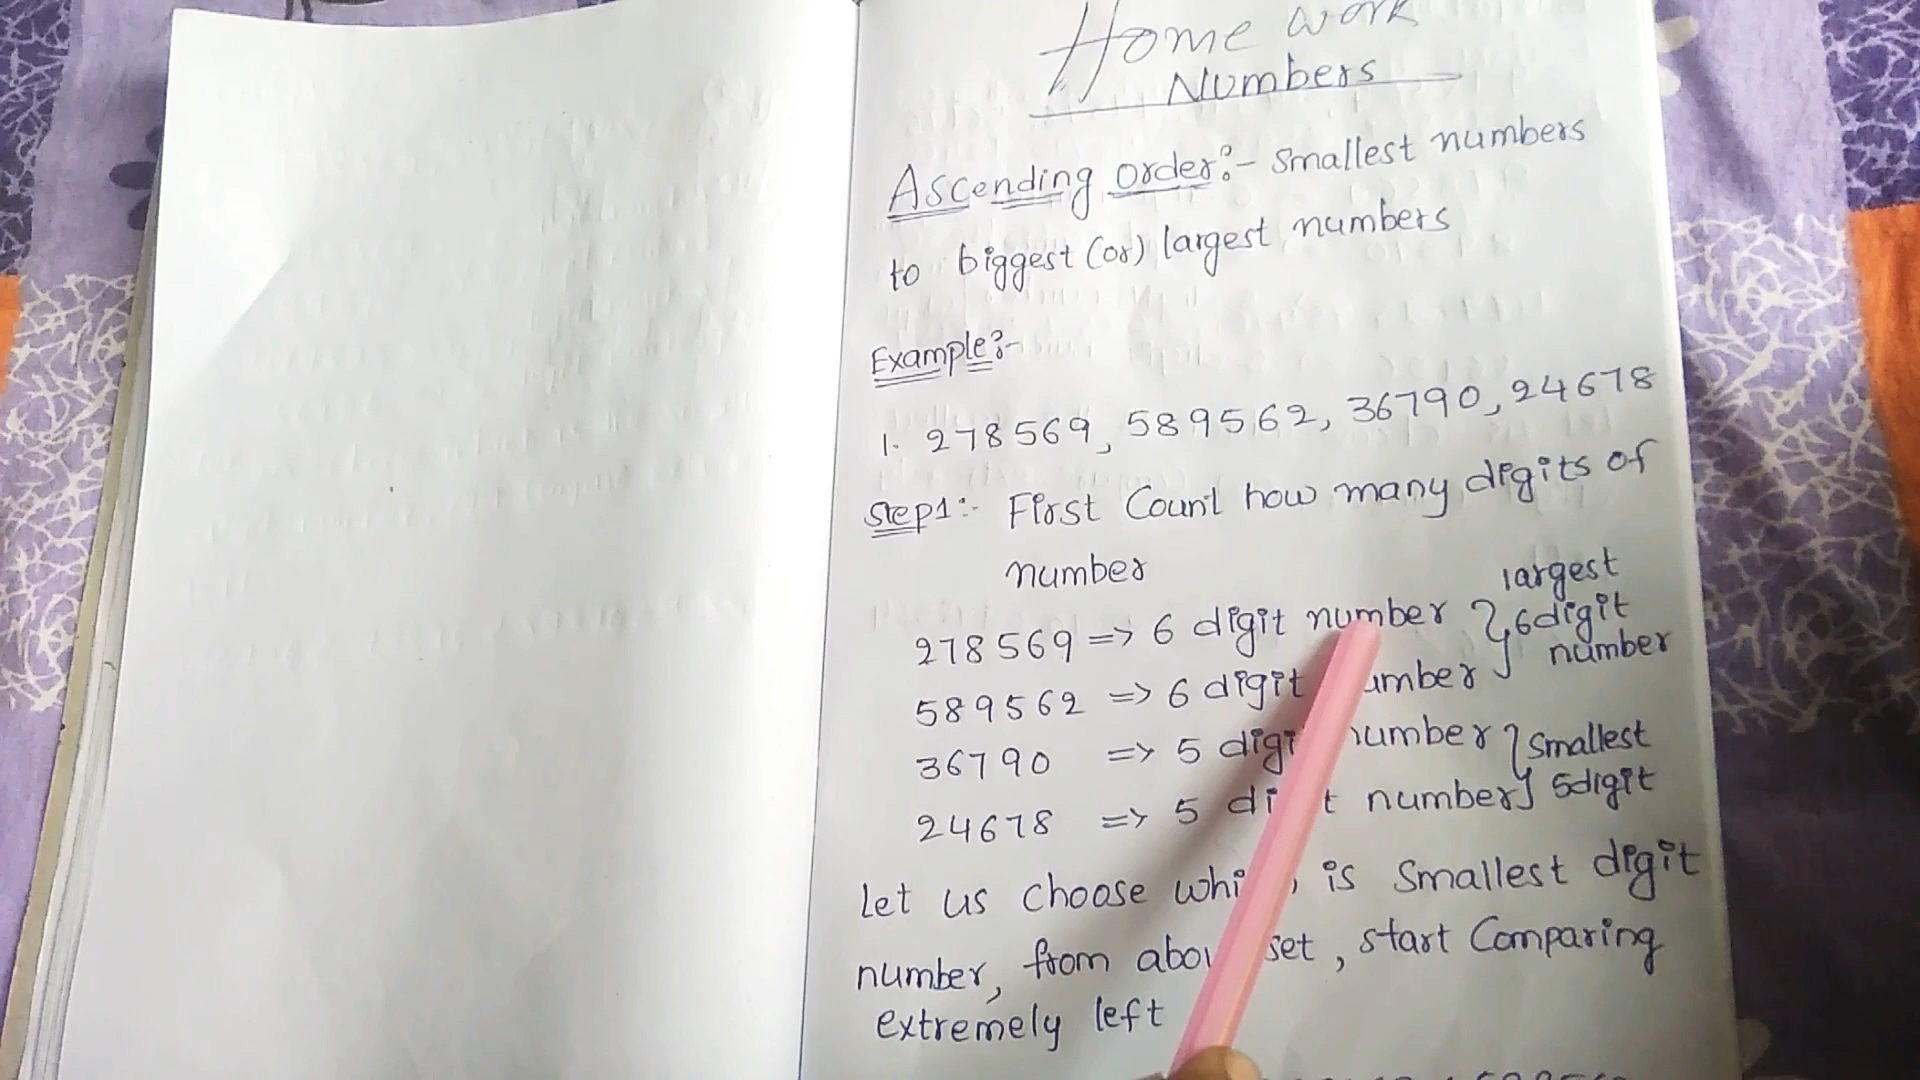 Home work
Numbers
Ascending order:- smallest numbers
to biggest (or) largest numbers
Example:-
1. 278569, 589562, 36790, 24678
Step1:- First Count how many digits of
number
278569 => 6 digit number } largest 6digit number
589562 => 6 digit
36790 => 5 number } Smallest 5digit
24678 => 5 number
Let us choose is smallest digit
number, from set, start Comparing
extremely left